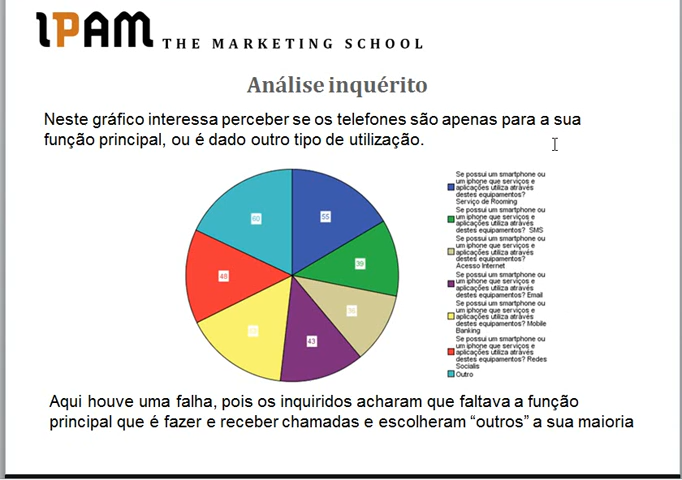 IPAM THE MARKETING SCHOOL
Análise inquérito
Neste gráfico interessa perceber se os telefones são apenas para a sua
função principal, ou é dado outro tipo de utilização.
60
55
39
48
43
Se possui um smartphone ou
um iphone que serviços e
aplicações utiliza através
destes equipamentos?
Serviço de Rooming
Se possui um smartphone ou
um iphone que serviços e
aplicações utiliza através
destes equipamentos? SMS
Se possui um smartphone ou
um iphone que serviços e
aplicações utiliza através
destes equipamentos?
Acesso Internet
Se possui um smartphone ou
um iphone que serviços e
aplicações utiliza através
destes equipamentos? Email
Se possui um smartphone ou
um iphone que serviços e
aplicações utiliza através
destes equipamentos? Mobile
Banking
Se possui um smartphone ou
um iphone que serviços e
aplicações utiliza através
destes equipamentos? Redes
Socialis
Outro
Aqui houve uma falha, pois os inquiridos acharam que faltava a função
principal que é fazer e receber chamadas e escolheram “outros” a sua maioria